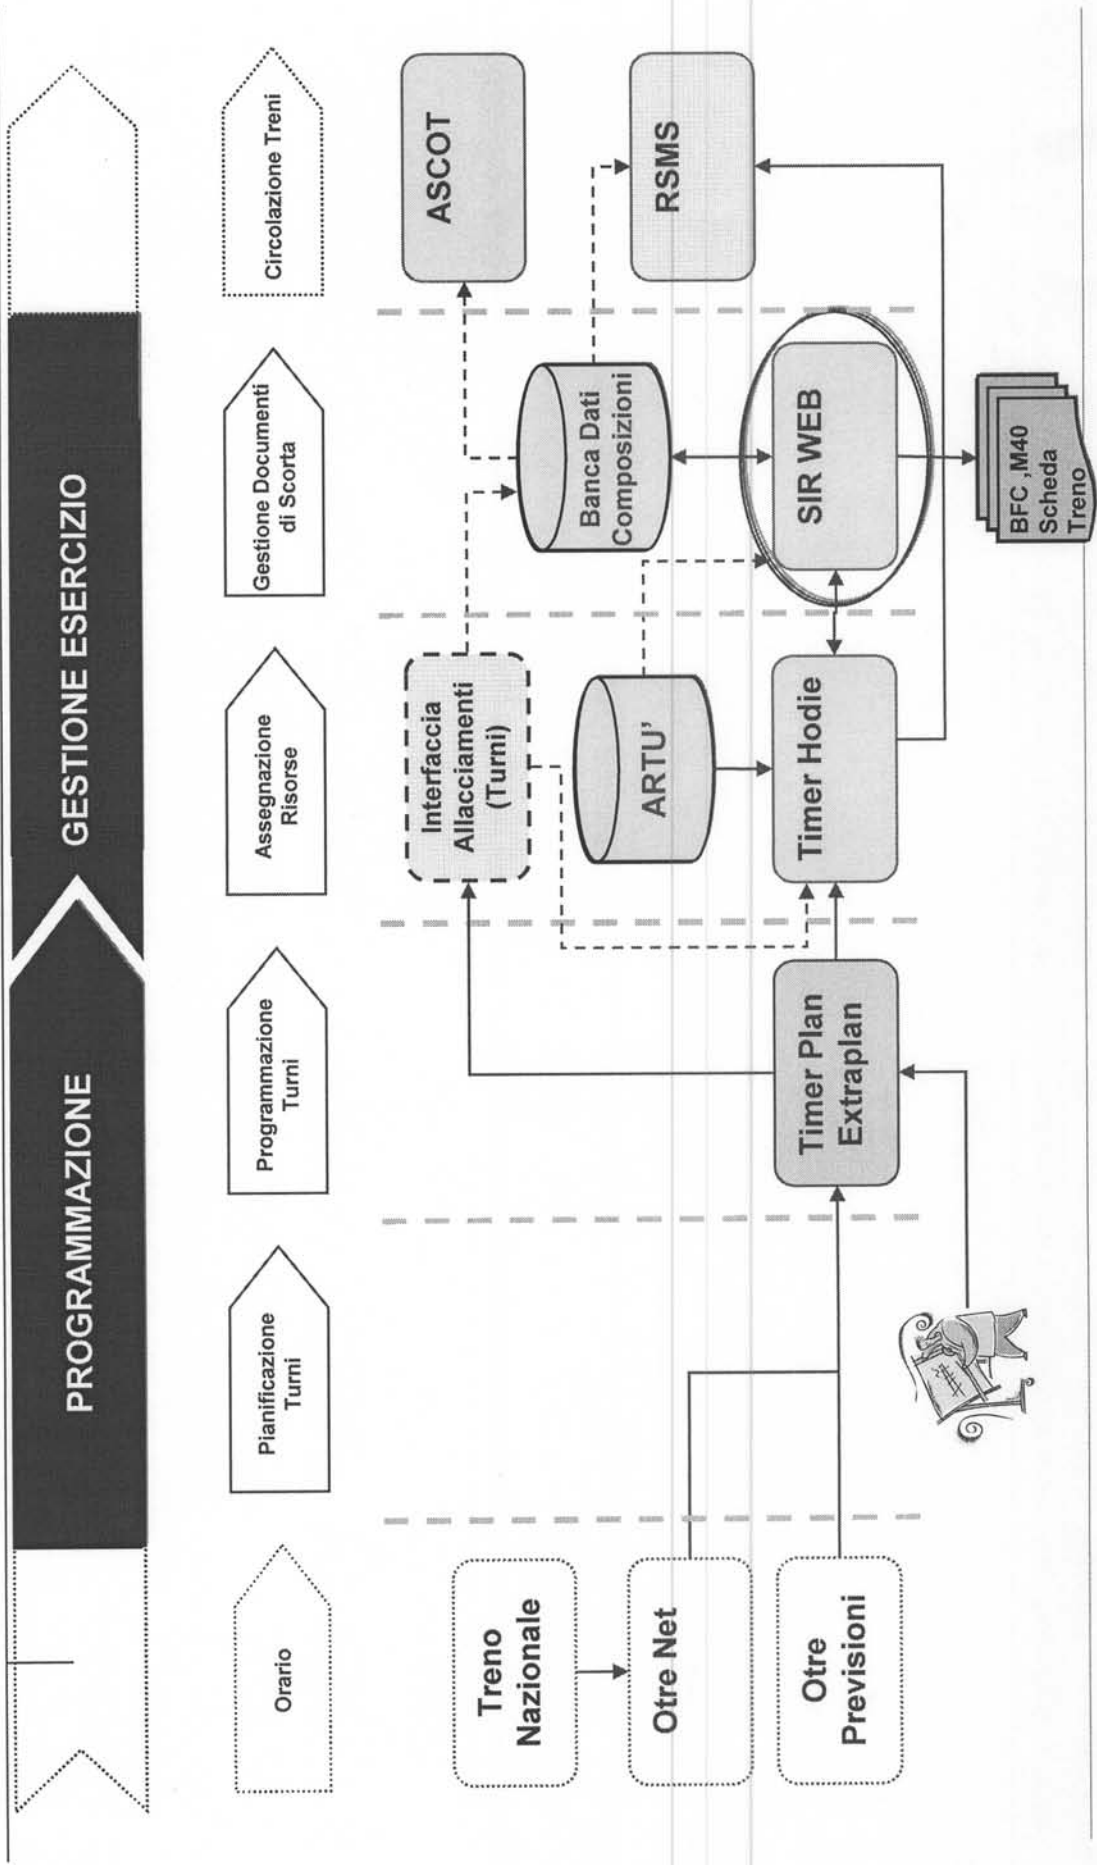 PROGRAMMAZIONE
GESTIONE ESERCIZIO
Orario
Pianificazione
Turni
Programmazione
Turni
Assegnazione
Risorse
Gestione Documenti
di Scorta
Circolazione Treni
Treno
Nazionale
Otre Net
Otre
Previsioni
Timer Plan
Extraplan
Interfaccia
Allacciamenti
(Turni)
ARTU'
Timer Hodie
Banca Dati
Composizioni
SIR WEB
BFC ,M40
Scheda
Treno
ASCOT
RSMS